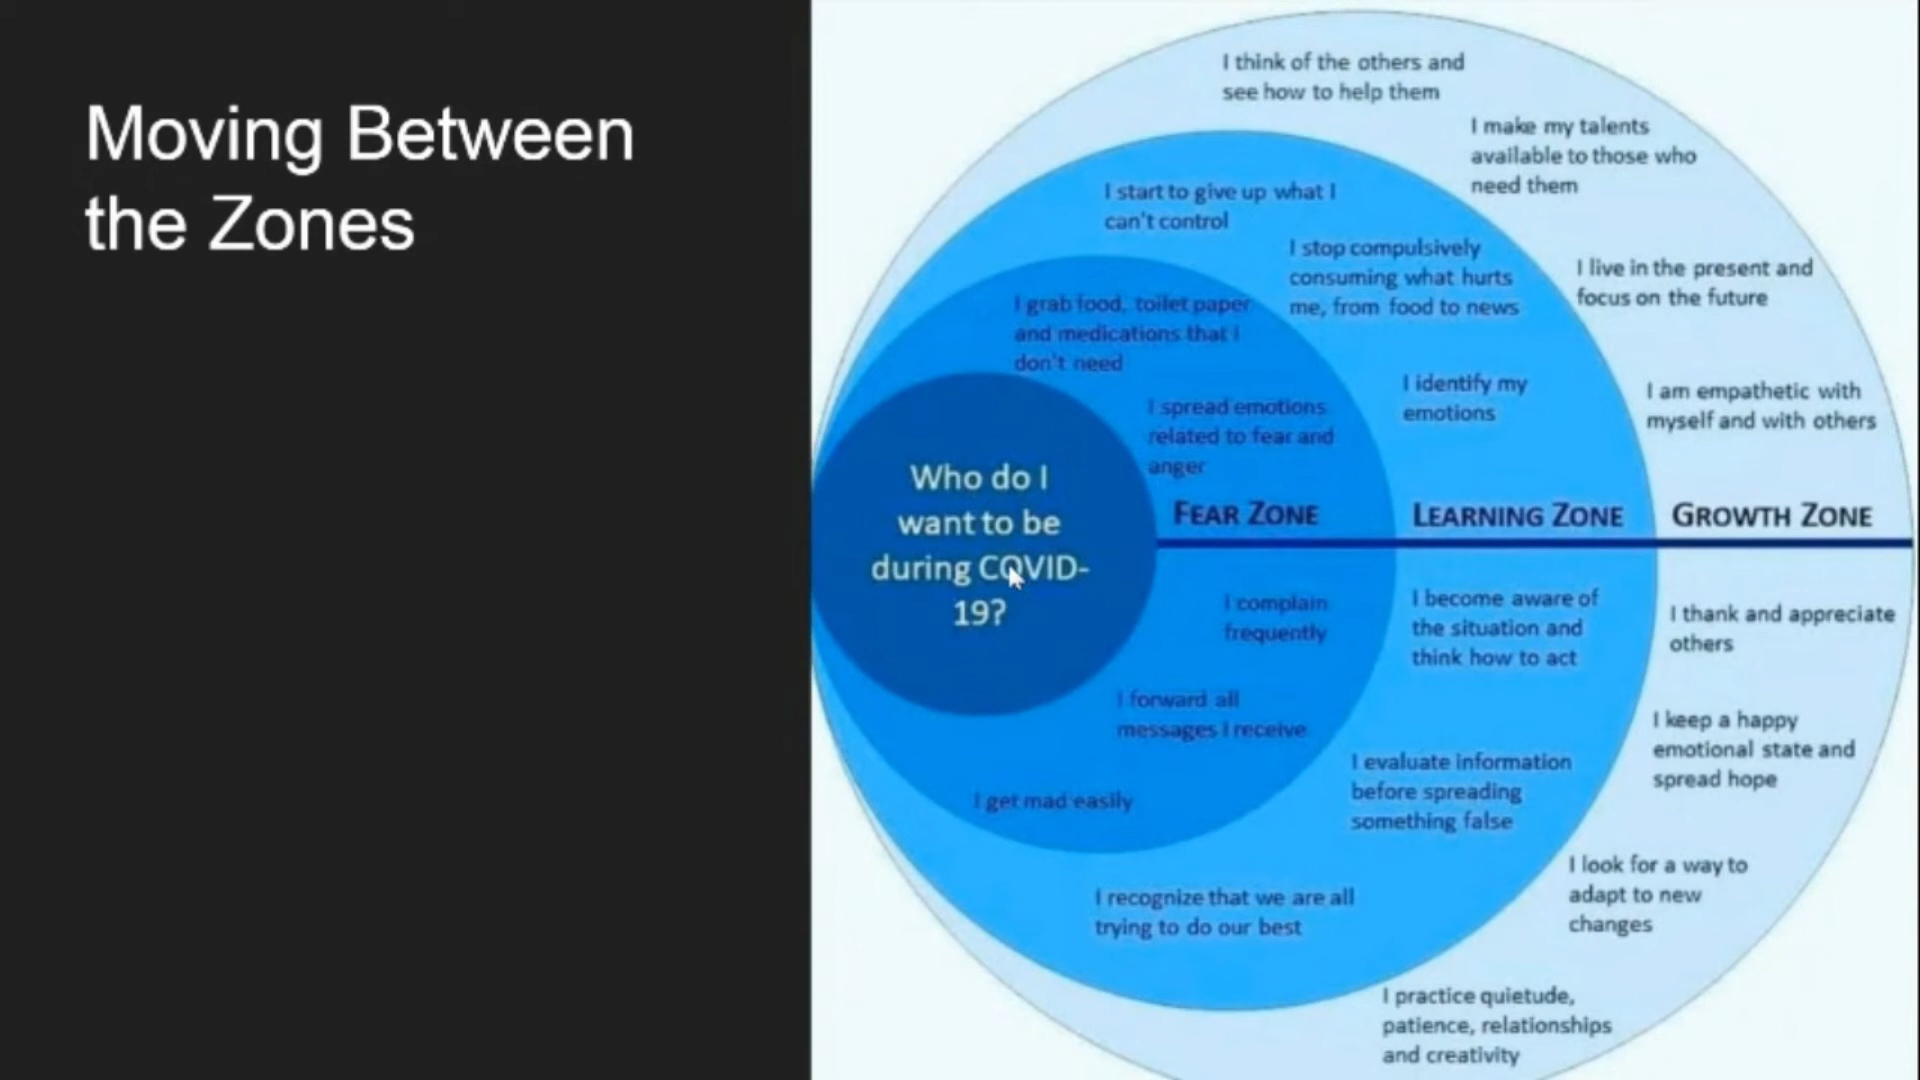 Moving Between
the Zones
I think of the others and
see how to help them
I make my talents
available to those who
need them
I start to give up what I
can't control
I stop compulsively
consuming what hurts
me, from food to news
I live in the present and
focus on the future
I grab food, toilet paper
and medications that I
don't need
I identify my
emotions
I am empathetic with
myself and with others
I spread emotions
related to fear and
anger
Who do I
want to be
during COVID-
19?
FEAR ZONE
LEARNING ZONE
GROWTH ZONE
I complain
frequently
I become aware of
the situation and
think how to act
I thank and appreciate
others
I forward all
messages I receive
I keep a happy
emotional state and
spread hope
I evaluate information
before spreading
something false
I get mad easily
I look for a way to
adapt to new
changes
I recognize that we are all
trying to do our best
I practice quietude,
patience, relationships
and creativity